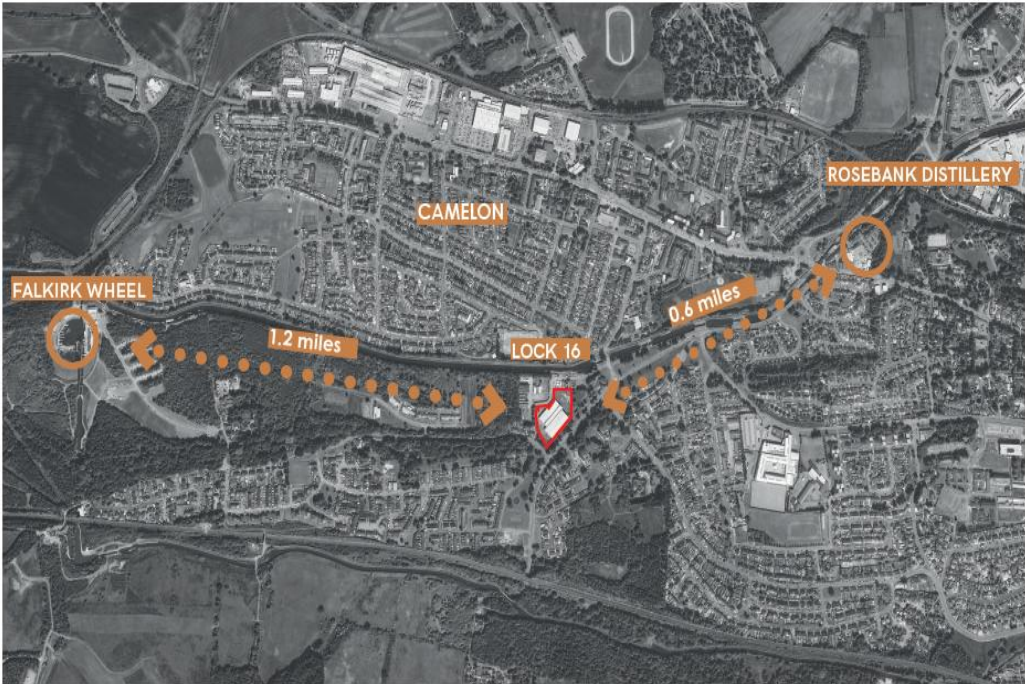 ROSEBANK DISTILLERY
CAMELON
FALKIRK WHEEL
0.6 miles
1.2 miles
LOCK 16